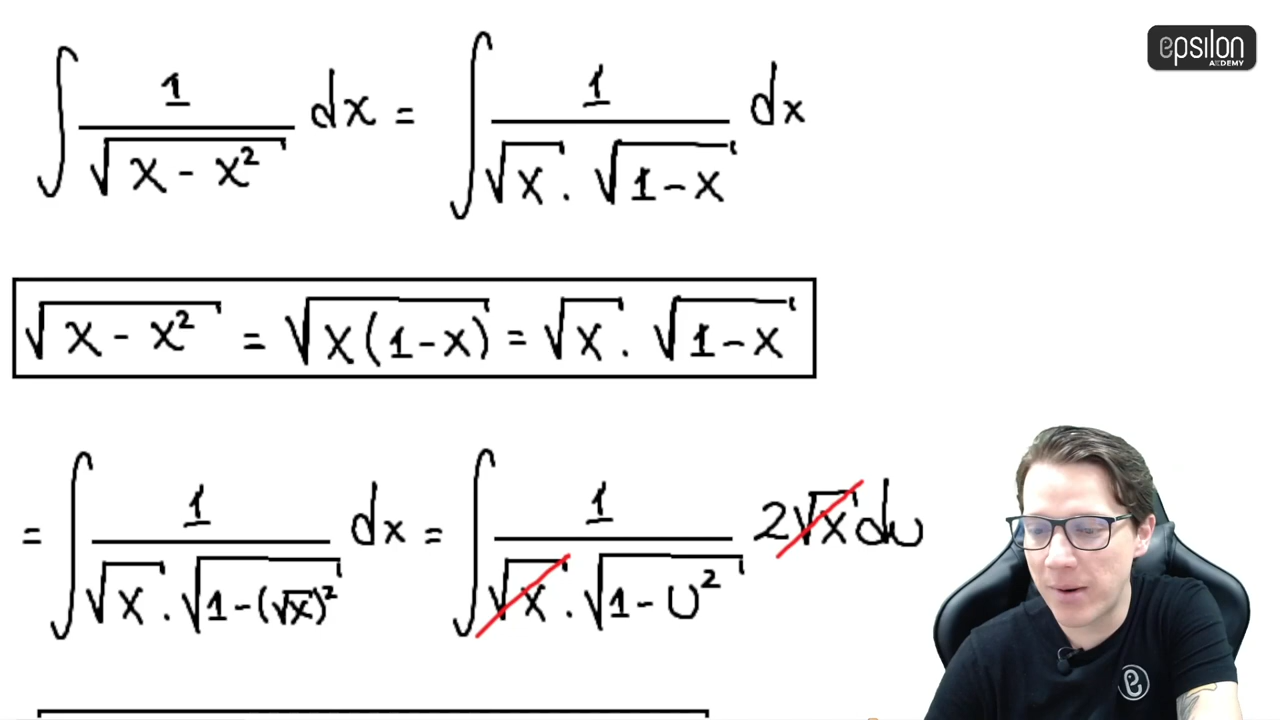 epsilon
ACADEMY
∫ 1/√(x - x²) dx = ∫ 1/(√x . √(1-x)) dx
√(x - x²) = √(x(1-x)) = √x . √(1-x)
= ∫ 1/(√x . √(1-(√x)²)) dx = ∫ 1/(√x . √(1-u²)) 2√x du